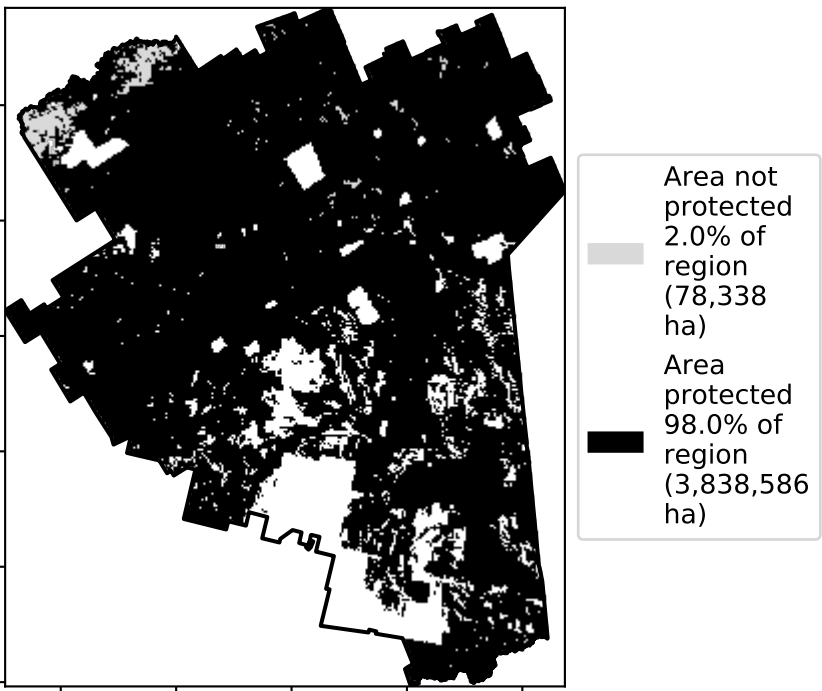 Area not
protected
2.0% of
region
(78,338
ha)
Area
protected
98.0% of
region
(3,838,586
ha)